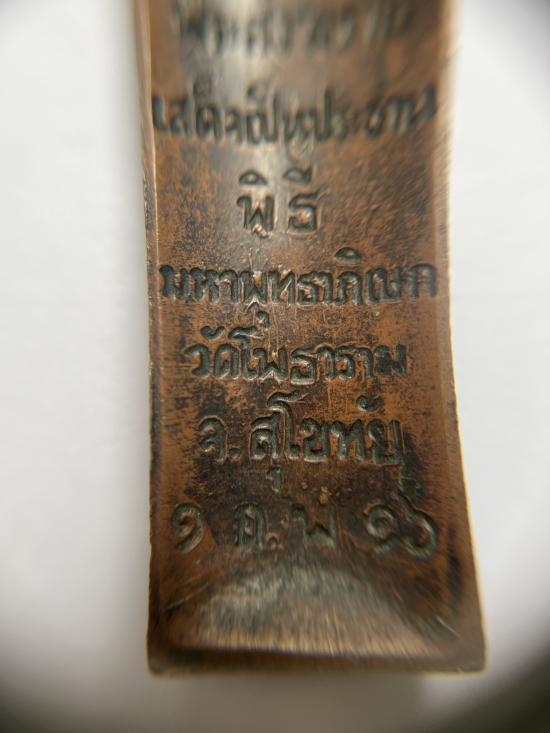 เสด็จเป็นประธาน
พิธี
มหาพุทธาภิเษก
วัดโพธาราม
จ.สุโขทัย
๑ ก.พ ๑๖